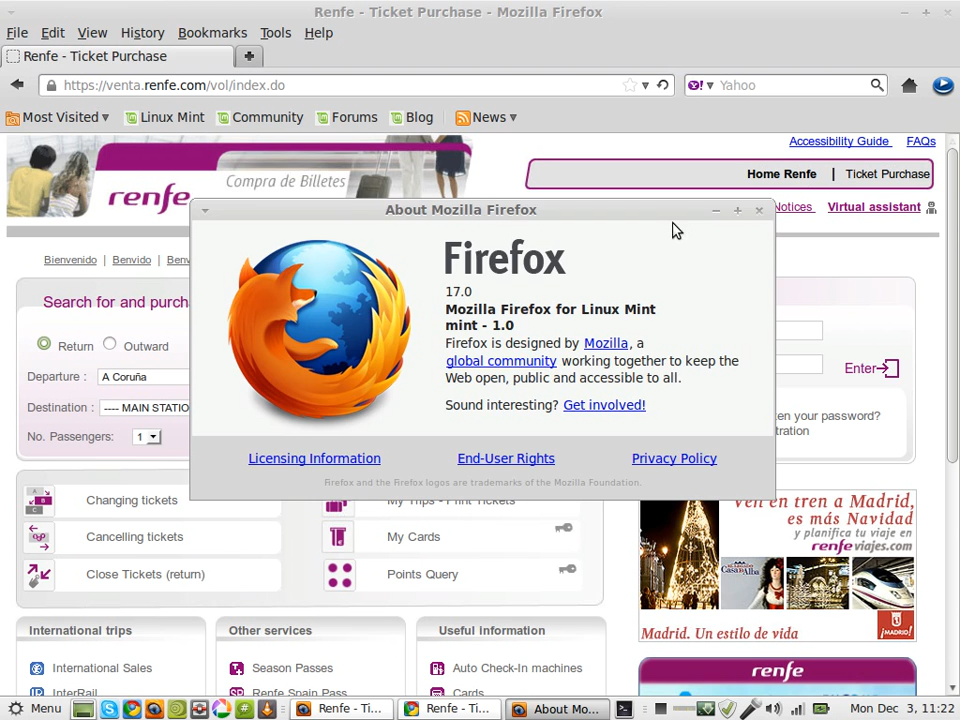 Renfe - Ticket Purchase - Mozilla Firefox
File Edit View History Bookmarks Tools Help
Renfe - Ticket Purchase
https://venta.renfe.com/vol/index.do
Yahoo
Most Visited Linux Mint Community Forums Blog News
Accessibility Guide FAQs
renfe Compra de Billetes
Home Renfe | Ticket Purchase
About Mozilla Firefox
Notices Virtual assistant
Bienvenido | Benvido | Benv
Search for and purch
Return Outward
Departure : A Coruña
Destination : ---- MAIN STATIO
No. Passengers: 1
Firefox
17.0
Mozilla Firefox for Linux Mint
mint - 1.0
Firefox is designed by Mozilla, a
global community working together to keep the
Web open, public and accessible to all.
Sound interesting? Get involved!
Licensing Information End-User Rights Privacy Policy
Firefox and the Firefox logos are trademarks of the Mozilla Foundation.
Enter
your password?
Changing tickets
My Trips - Print Tickets
Cancelling tickets
My Cards
Close Tickets (return)
Points Query
Ven en tren a Madrid,
es más Navidad
y planifica tu viaje en
renfeviajes.com
Madrid. Un estilo de vida
¡MADRID!
International trips
Other services
Useful information
International Sales
Season Passes
Auto Check-In machines
InterRail
Renfe Spain Pass
Cards
renfe
Menu
Renfe - Ti...
Renfe - Ti...
About Mo...
Mon Dec 3, 11:22